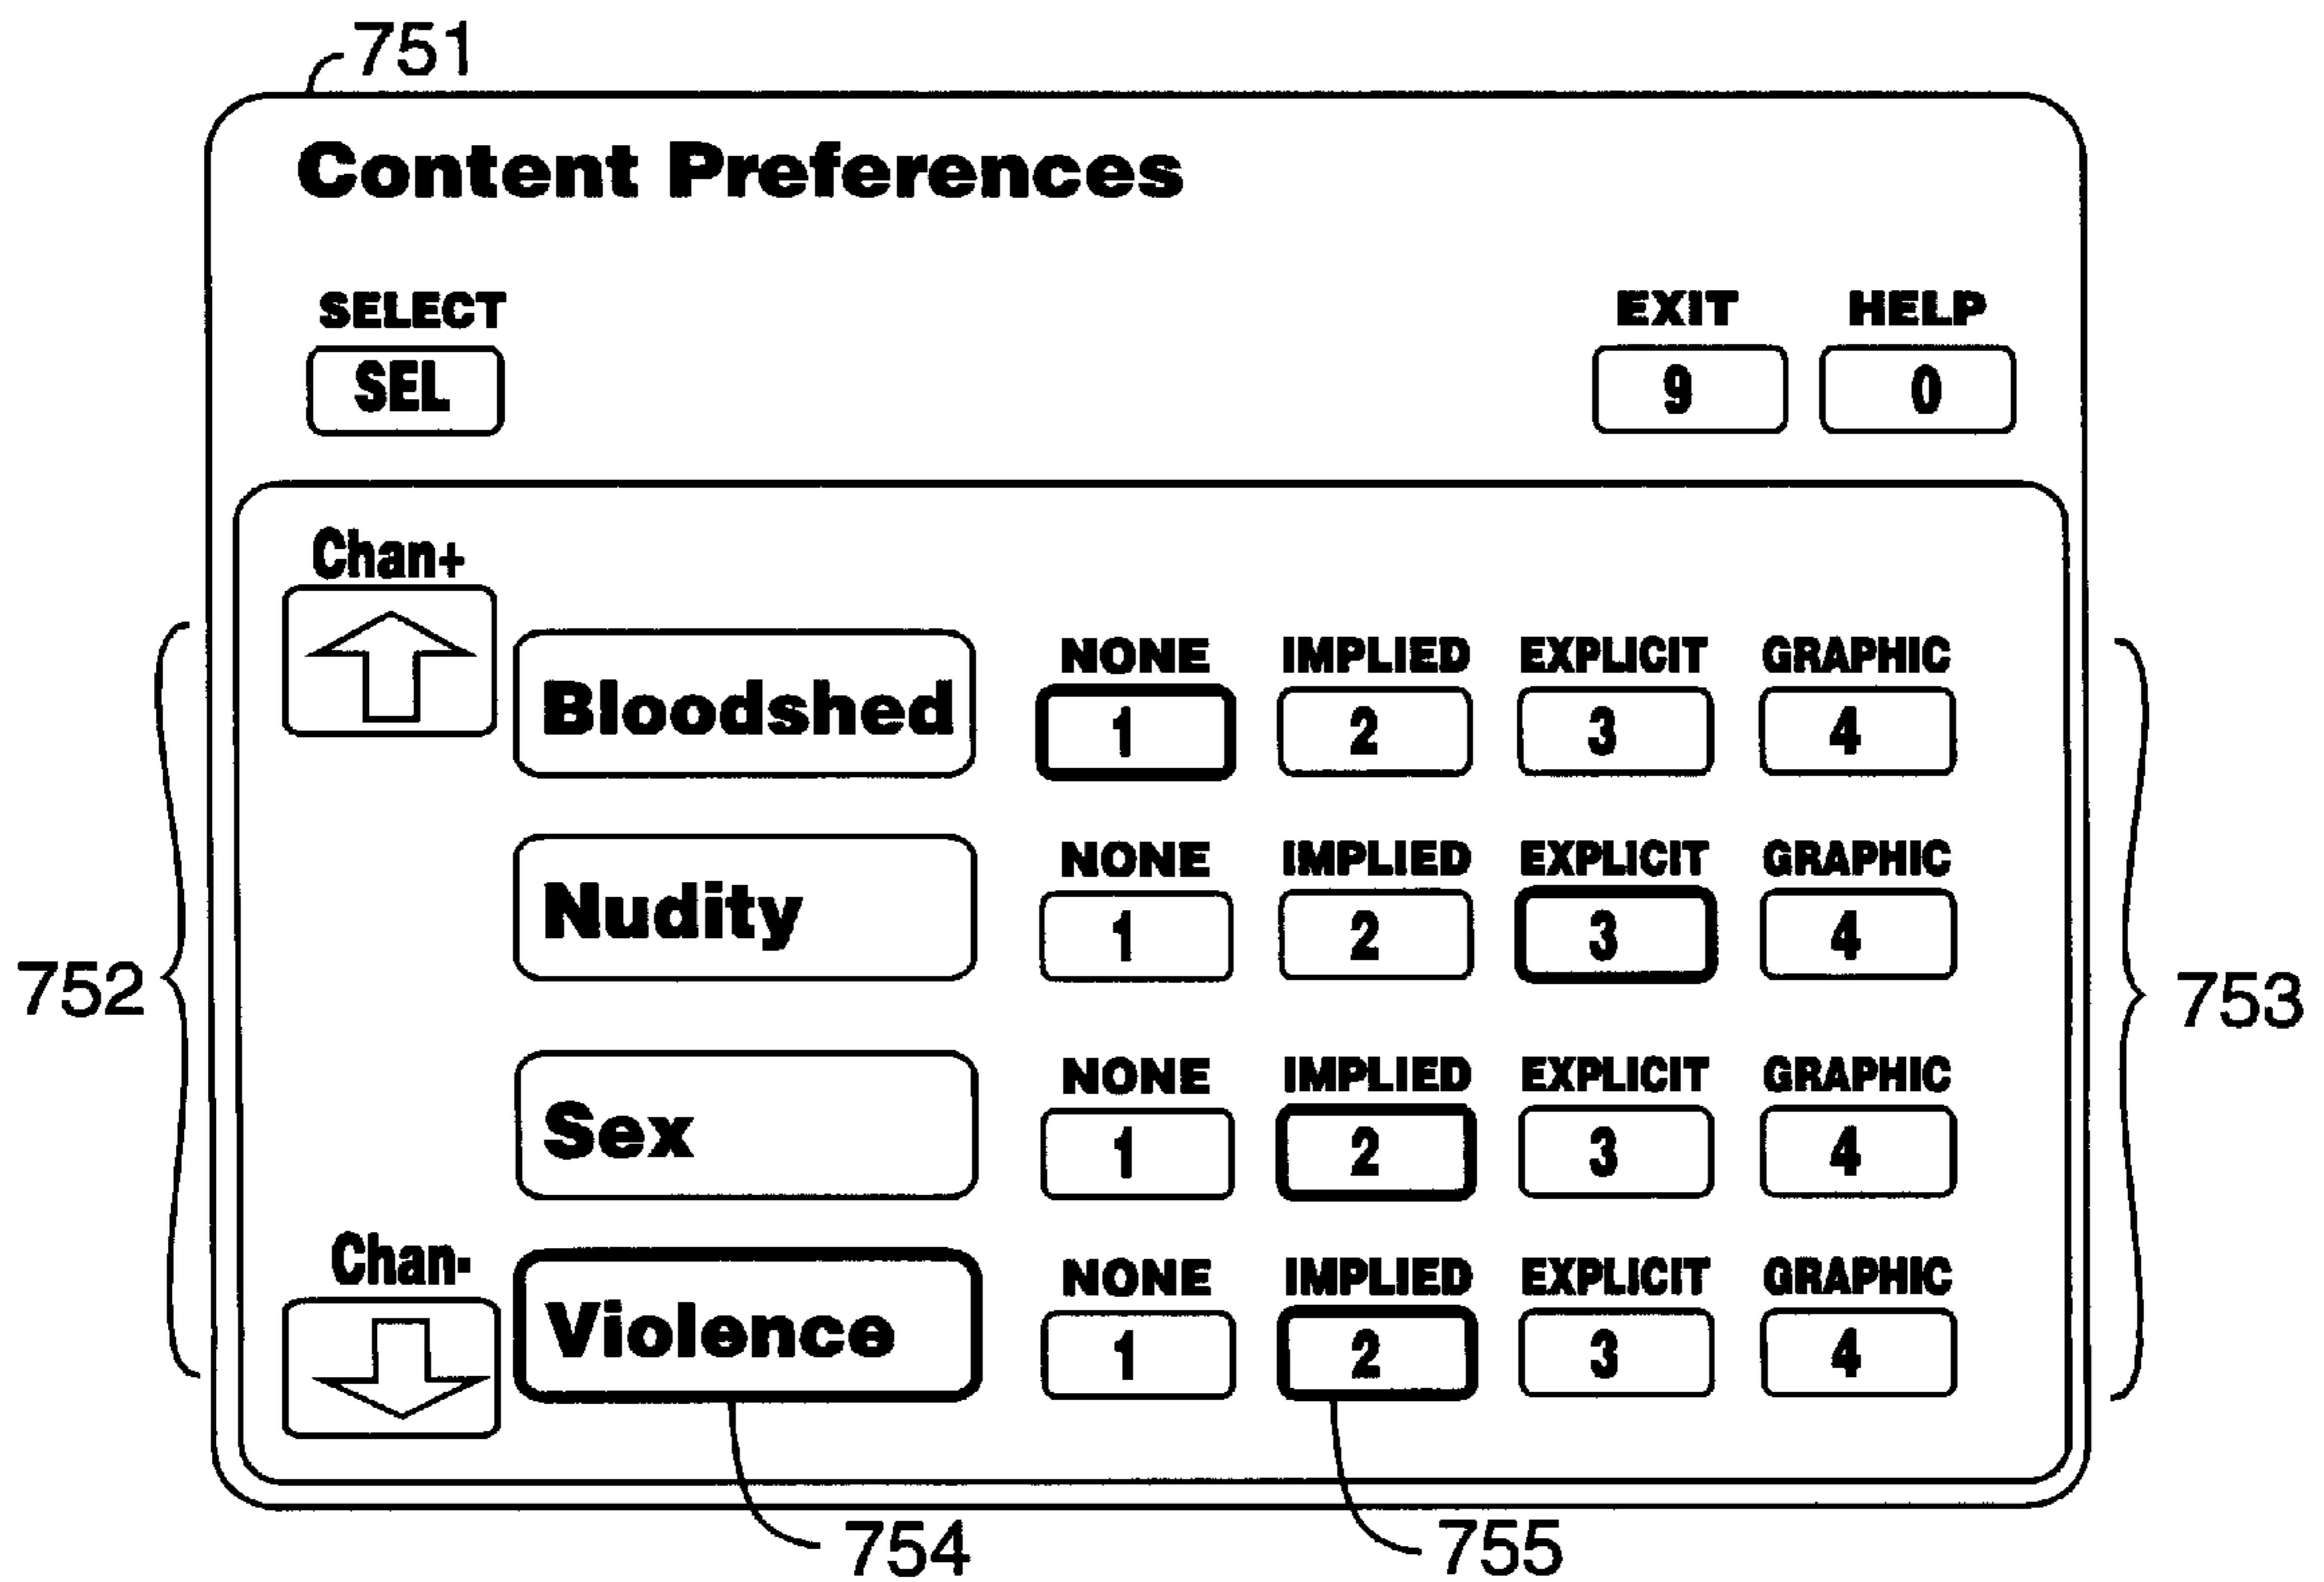 751
Content Preferences
SELECT EXIT HELP
SEL 9 0
Chan+
NONE IMPLIED EXPLICIT GRAPHIC
Bloodshed 1 2 3 4
NONE IMPLIED EXPLICIT GRAPHIC
Nudity 1 2 3 4
752 753
NONE IMPLIED EXPLICIT GRAPHIC
Sex 1 2 3 4
Chan-
NONE IMPLIED EXPLICIT GRAPHIC
Violence 1 2 3 4
754 755